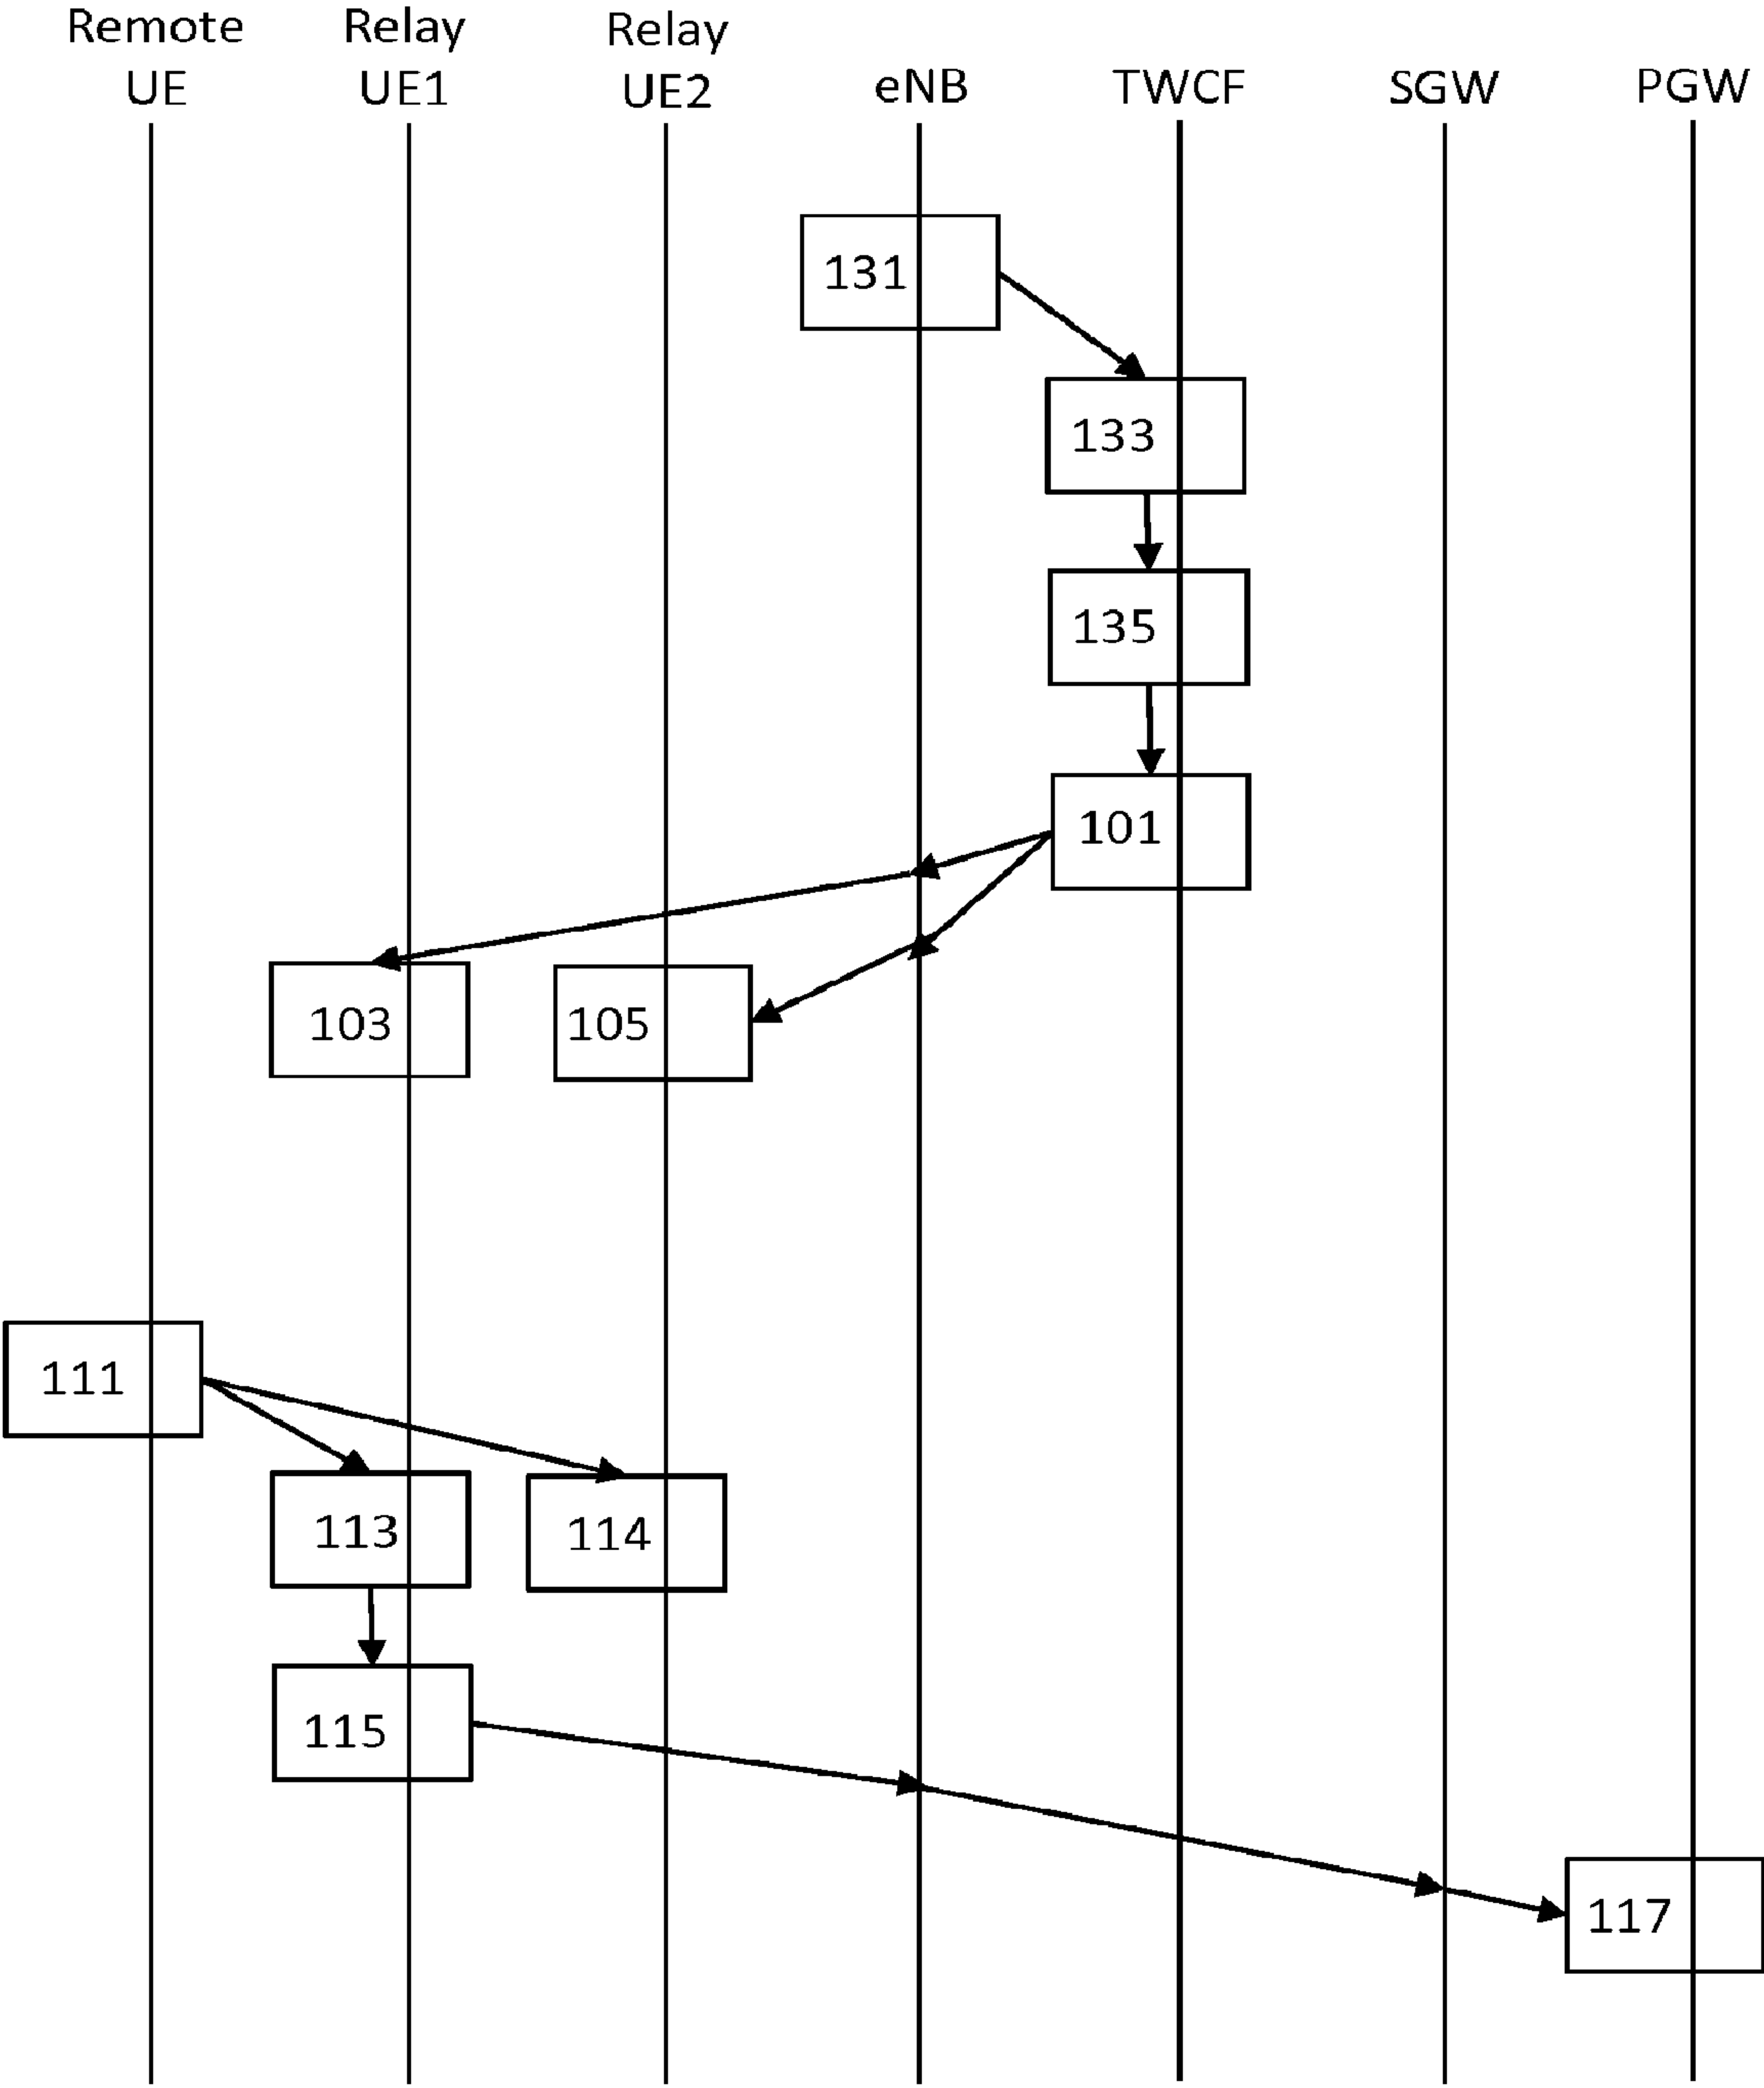 Remote
UE
Relay
UE1
Relay
UE2
eNB
TWCF
SGW
PGW
131
133
135
101
103
105
111
113
114
115
117